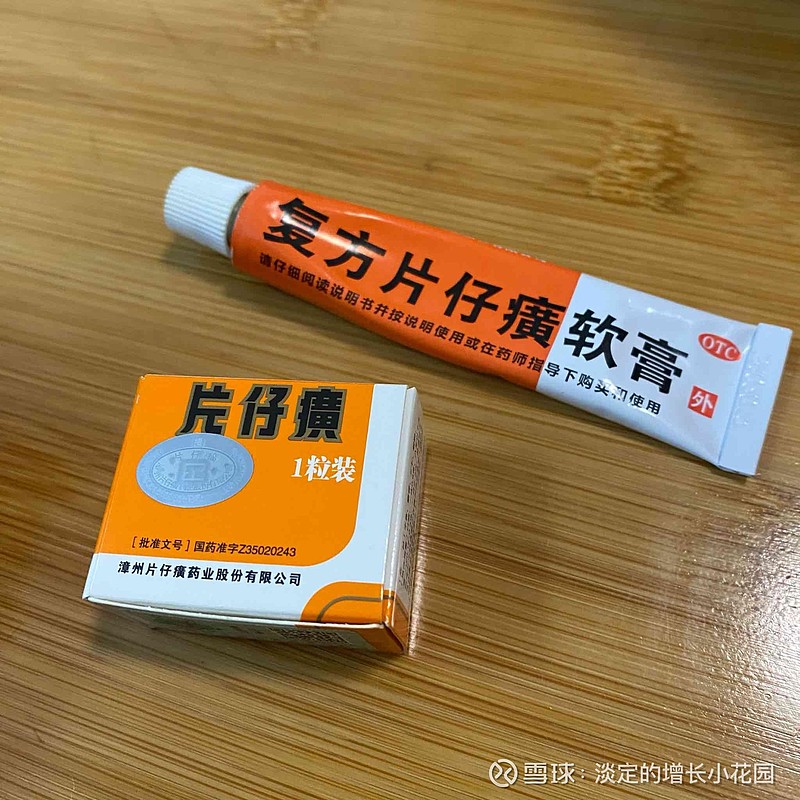 复方片仔癀软膏
请仔细阅读说明书并按说明使用或在药师指导下购买和使用
OTC
外
片仔癀
1粒装
[批准文号]国药准字Z35020243
漳州片仔癀药业股份有限公司
雪球:淡定的增长小花园